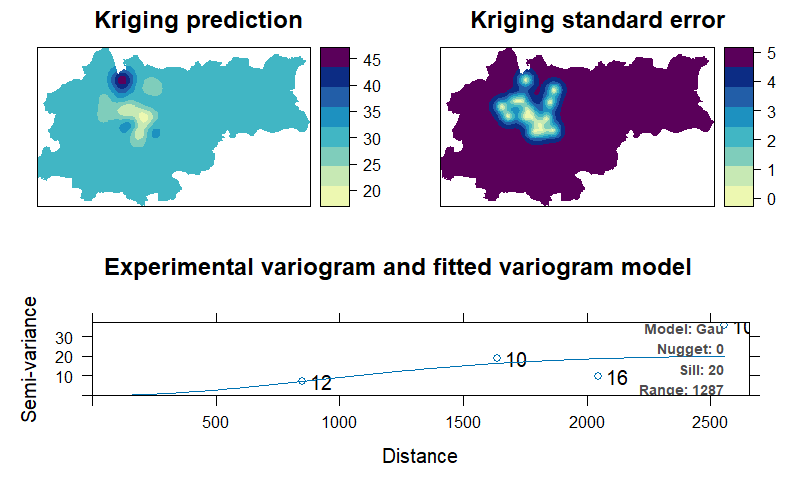 Kriging prediction
45
40
35
30
25
20
Kriging standard error
5
4
3
2
1
0
Experimental variogram and fitted variogram model
Semi-variance
30
20
10
12
10
16
Model: Gau
Nugget: 0
Sill: 20
Range: 1287
500
1000
1500
2000
2500
Distance